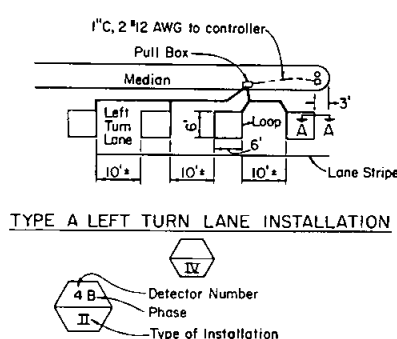 1"C, 2 #12 AWG to controller
Pull Box
Median
3'
Left
Turn
Lane
6'
Loop
A A
6'
Lane Stripe
10'± 10'± 10'±
TYPE A LEFT TURN LANE INSTALLATION
IV
4 B
Detector Number
Phase
II
Type of Installation